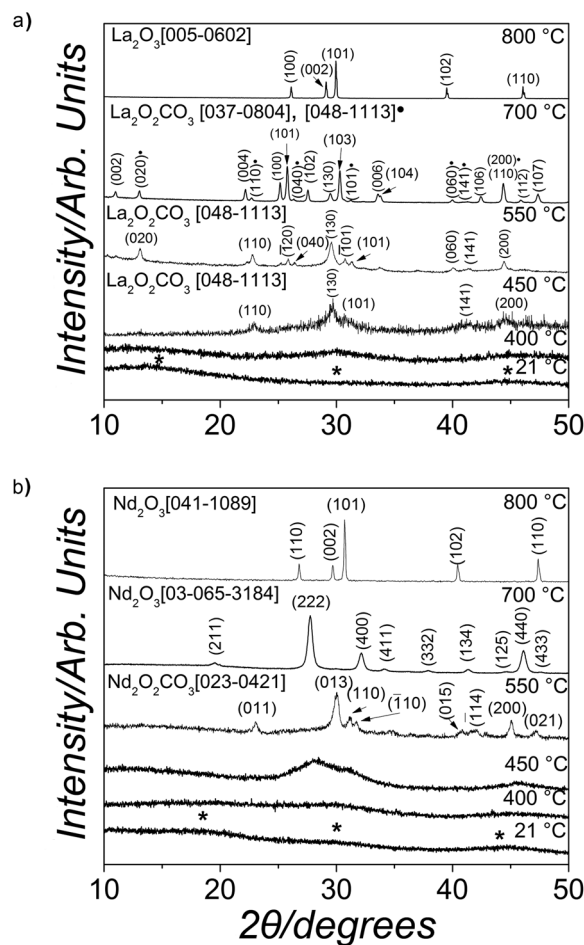 a)
Intensity/Arb. Units
La₂O₃[005-0602] 800 °C
(100) (002) (101) (102) (110)
La₂O₂CO₃ [037-0804], [048-1113]• 700 °C
(002) (020)• (004) (110)• (100) (101) (040)• (102) (130) (103) (101)• (006) (104) (060)• (141)• (106) (200)• (110) (112) (107)
La₂O₂CO₃ [048-1113] 550 °C
(020) (110) (1̄20) (040) (130) (1̄01) (101) (060) (141) (200)
La₂O₂CO₃ [048-1113] 450 °C
(110) (130) (101) (141) (200)
400 °C
* * * 21 °C
10 20 30 40 50
b)
Intensity/Arb. Units
Nd₂O₃[041-1089] 800 °C
(110) (002) (101) (102) (110)
Nd₂O₃[03-065-3184] 700 °C
(211) (222) (400) (411) (332) (134) (125) (440) (433)
Nd₂O₂CO₃[023-0421] 550 °C
(011) (013) (110) (1̄10) (015) (1̄14) (200) (021)
450 °C
400 °C
* * * 21 °C
10 20 30 40 50
2θ/degrees